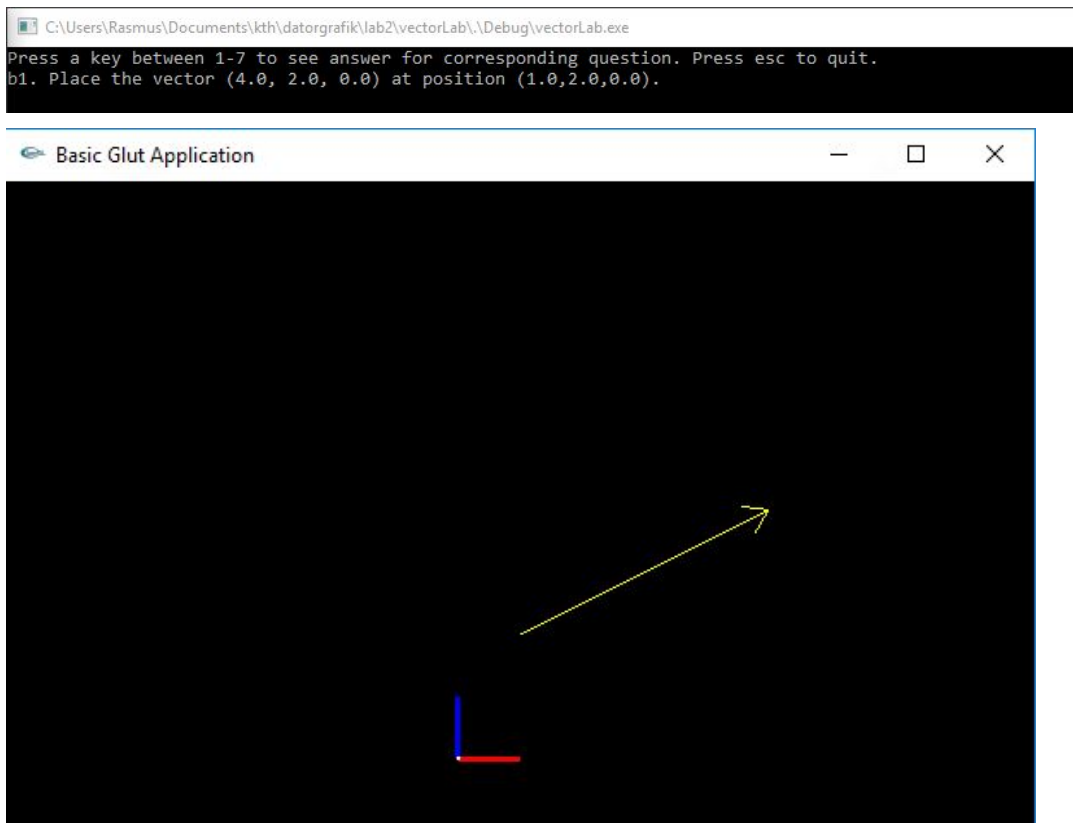 C:\Users\Rasmus\Documents\kth\datorgrafik\lab2\vectorLab\.\Debug\vectorLab.exe
Press a key between 1-7 to see answer for corresponding question. Press esc to quit.
b1. Place the vector (4.0, 2.0, 0.0) at position (1.0,2.0,0.0).
Basic Glut Application